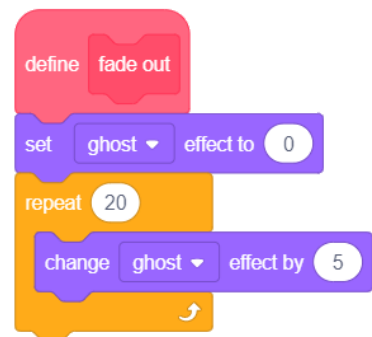 define fade out
set ghost effect to 0
repeat 20
change ghost effect by 5